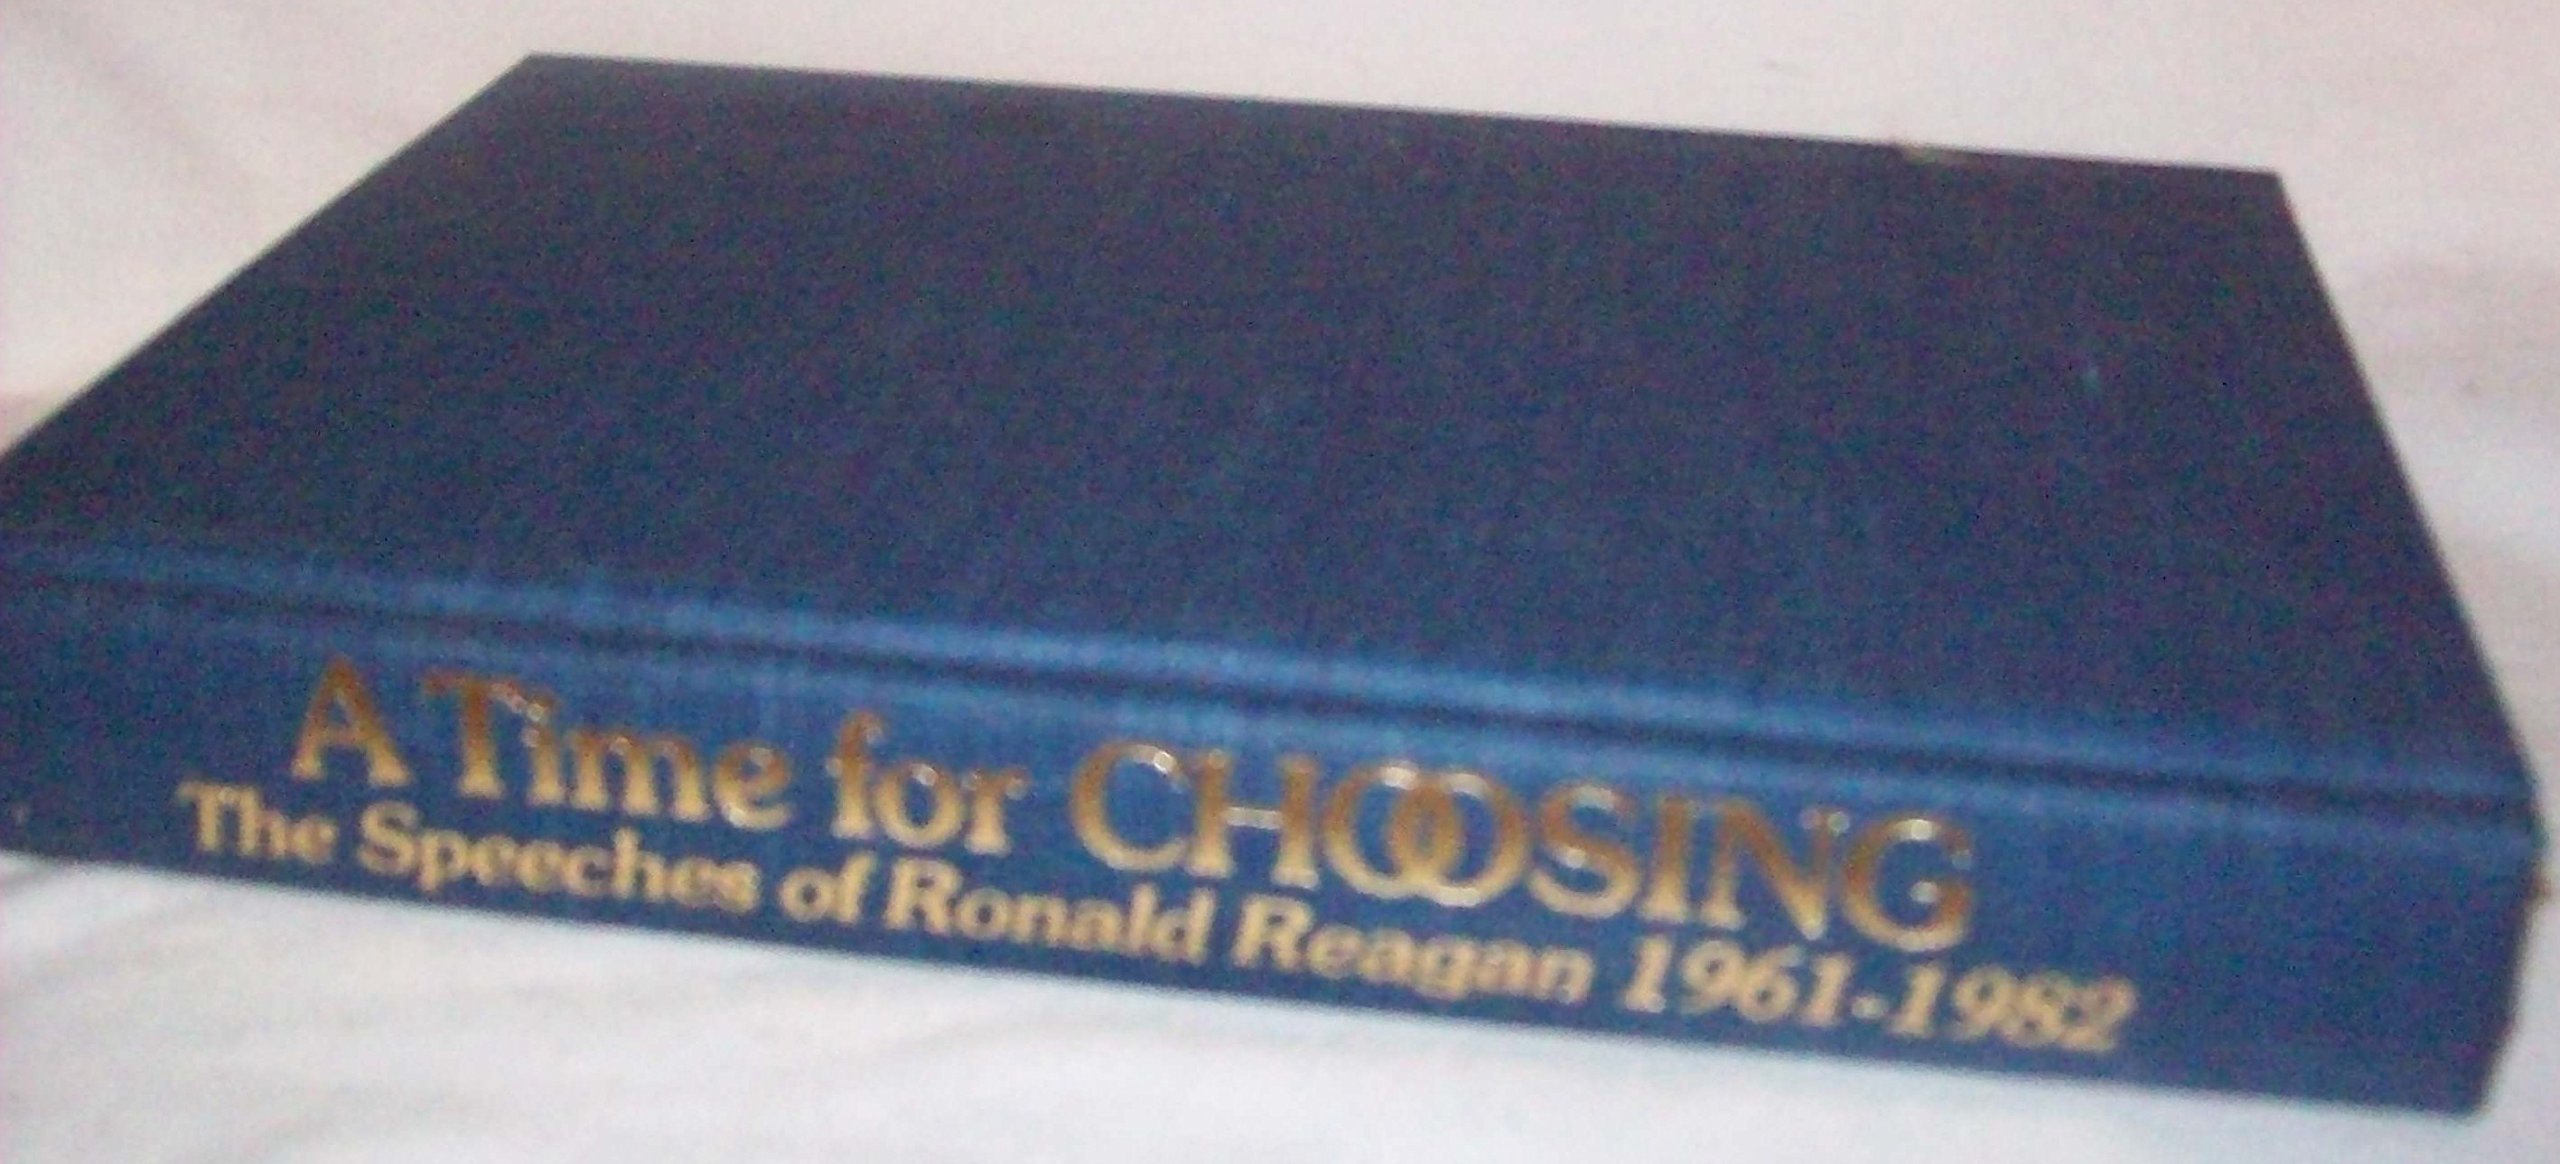 A Time for CHOOSING
The Speeches of Ronald Reagan 1961-1982